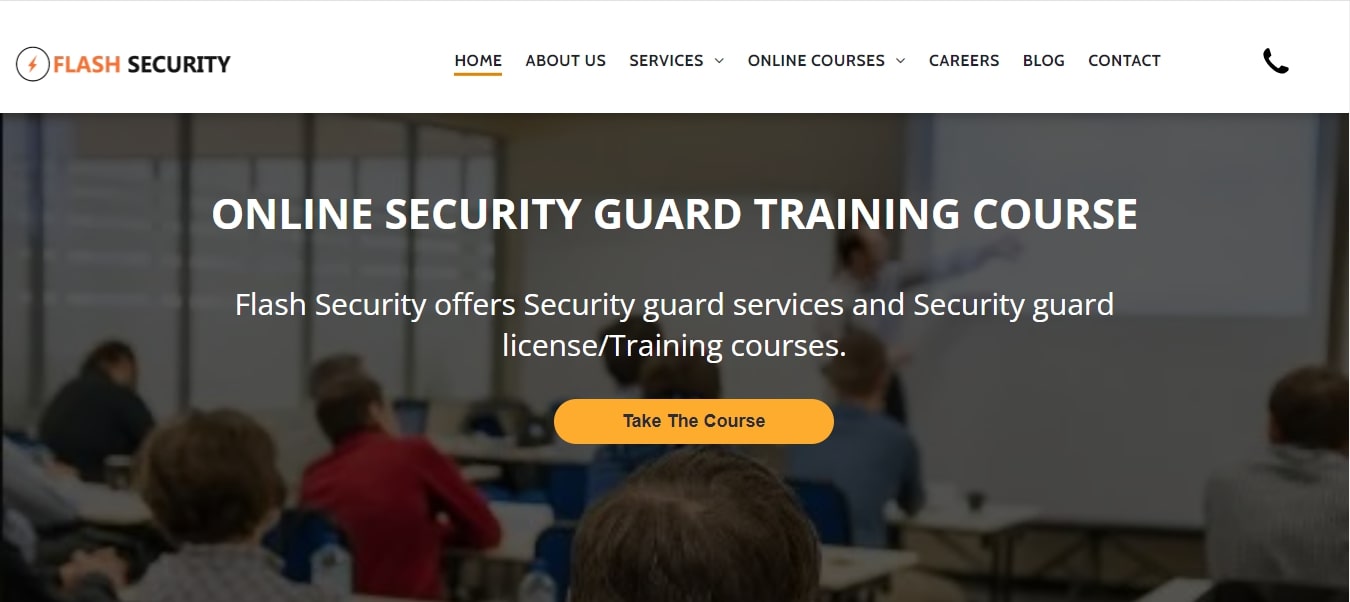 FLASH SECURITY
HOME ABOUT US SERVICES ONLINE COURSES CAREERS BLOG CONTACT
ONLINE SECURITY GUARD TRAINING COURSE
Flash Security offers Security guard services and Security guard
license/Training courses.
Take The Course